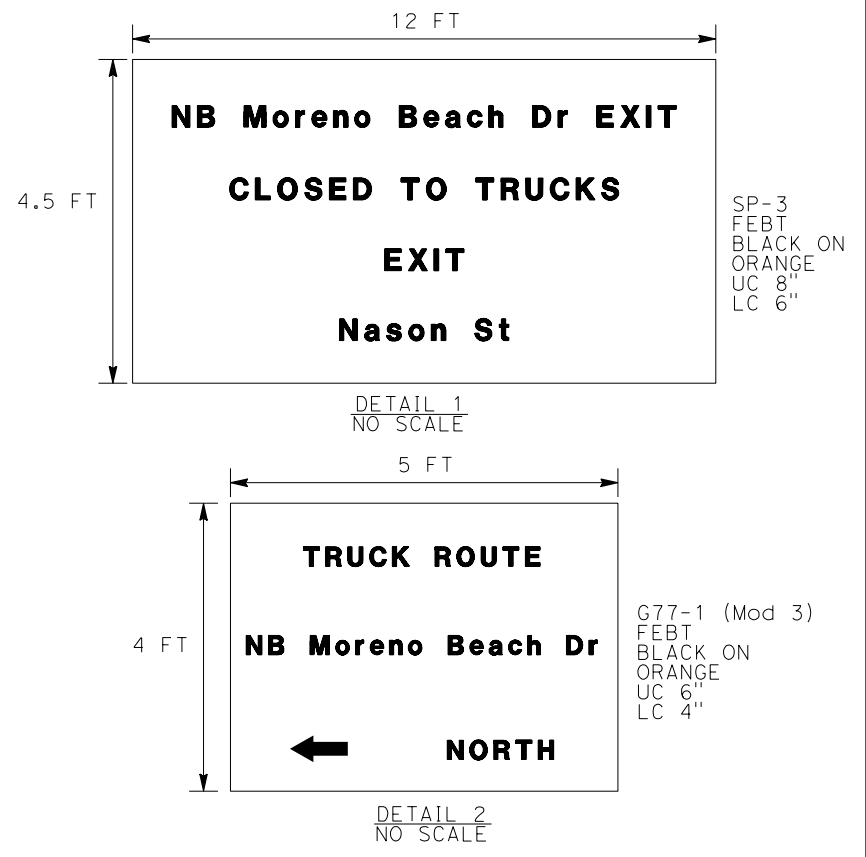 12 FT
4.5 FT
NB Moreno Beach Dr EXIT
CLOSED TO TRUCKS
EXIT
Nason St
SP-3
FEBT
BLACK ON
ORANGE
UC 8"
LC 6"
DETAIL 1
NO SCALE
5 FT
4 FT
TRUCK ROUTE
NB Moreno Beach Dr
NORTH
G77-1 (Mod 3)
FEBT
BLACK ON
ORANGE
UC 6"
LC 4"
DETAIL 2
NO SCALE